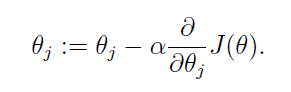 θ_j := θ_j − α ∂/∂θ_j J(θ).